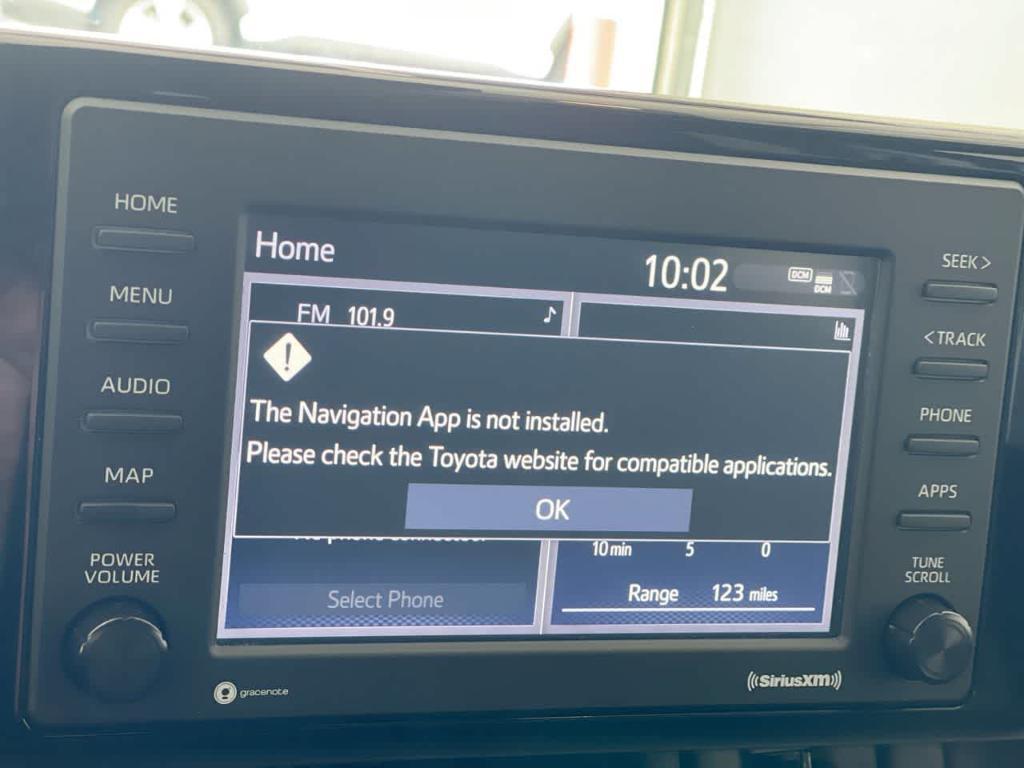 HOME
MENU
AUDIO
MAP
POWER
VOLUME
Home
10:02
DCM
DCM
FM 101.9
The Navigation App is not installed.
Please check the Toyota website for compatible applications.
OK
10 min 5 0
Select Phone
Range 123 miles
SEEK >
< TRACK
PHONE
APPS
TUNE
SCROLL
gracenote
((SiriusXM))